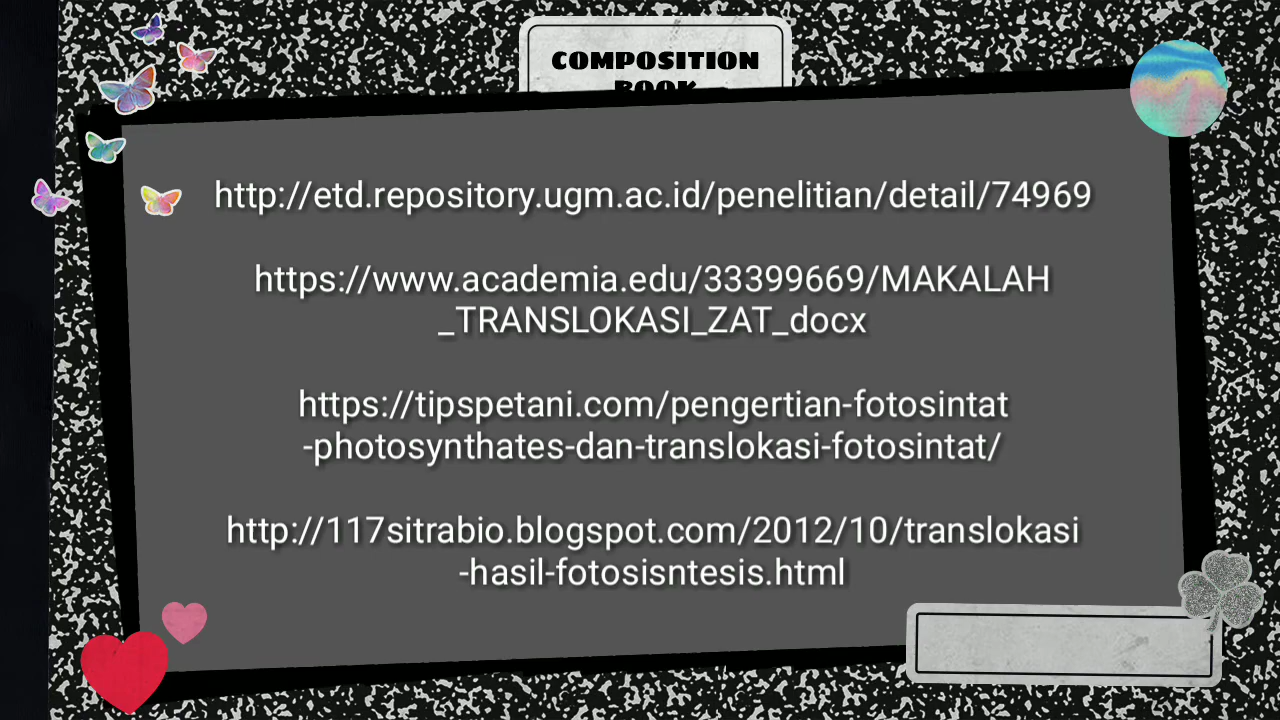 COMPOSITION
BOOK
http://etd.repository.ugm.ac.id/penelitian/detail/74969
https://www.academia.edu/33399669/MAKALAH
_TRANSLOKASI_ZAT_docx
https://tipspetani.com/pengertian-fotosintat
-photosynthates-dan-translokasi-fotosintat/
http://117sitrabio.blogspot.com/2012/10/translokasi
-hasil-fotosisntesis.html